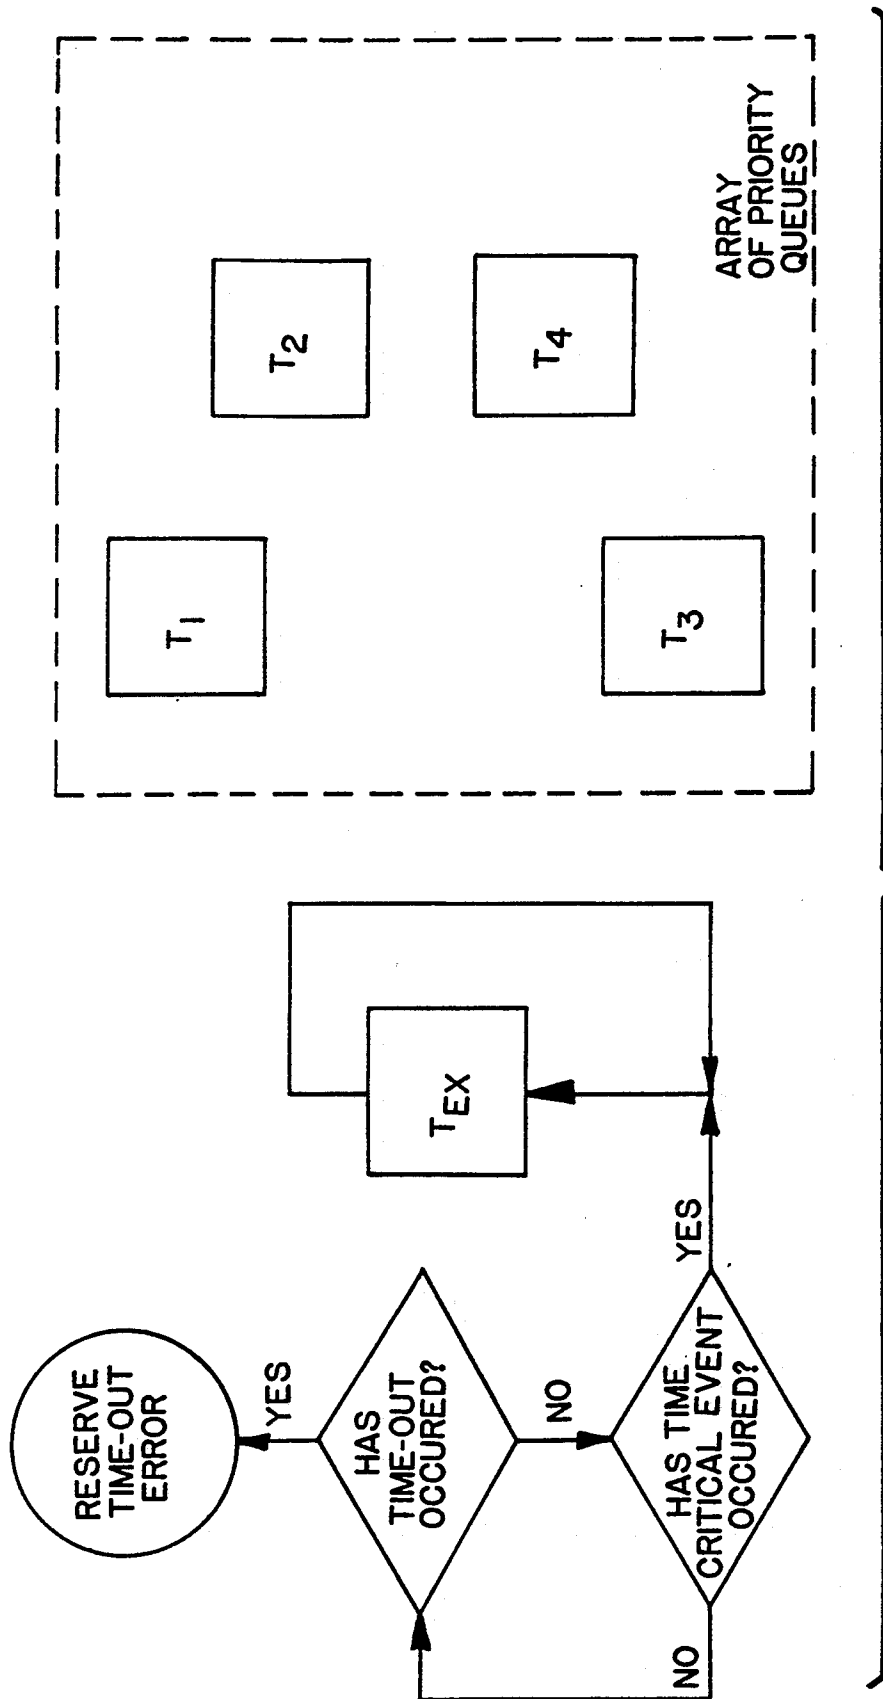 RESERVE
TIME-OUT
ERROR
YES
HAS
TIME-OUT
OCCURED?
NO
HAS TIME
CRITICAL EVENT
OCCURED?
NO
YES
TEX
T1
T2
T3
T4
ARRAY
OF PRIORITY
QUEUES